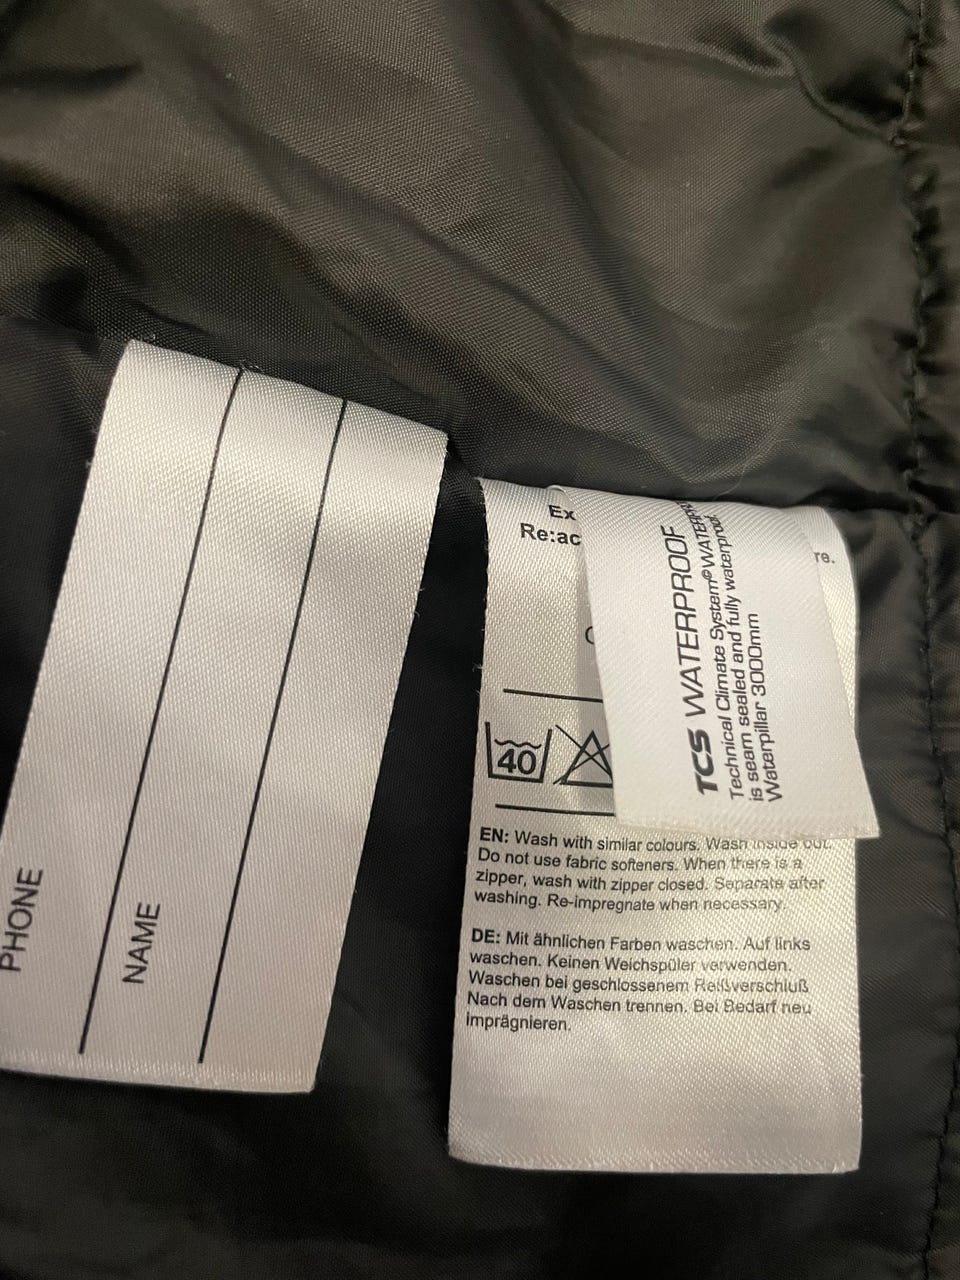 PHONE
NAME
Ex
Re:ac
re.
TCS WATERPROOF
Technical Climate System©WATERPR
is seam sealed and fully waterproof.
Waterpillar 3000mm
40
EN: Wash with similar colours. Wash inside out.
Do not use fabric softeners. When there is a
zipper, wash with zipper closed. Separate after
washing. Re-impregnate when necessary.
DE: Mit ähnlichen Farben waschen. Auf links
waschen. Keinen Weichspüler verwenden.
Waschen bei geschlossenem Reißverschluß
Nach dem Waschen trennen. Bei Bedarf neu
imprägnieren.